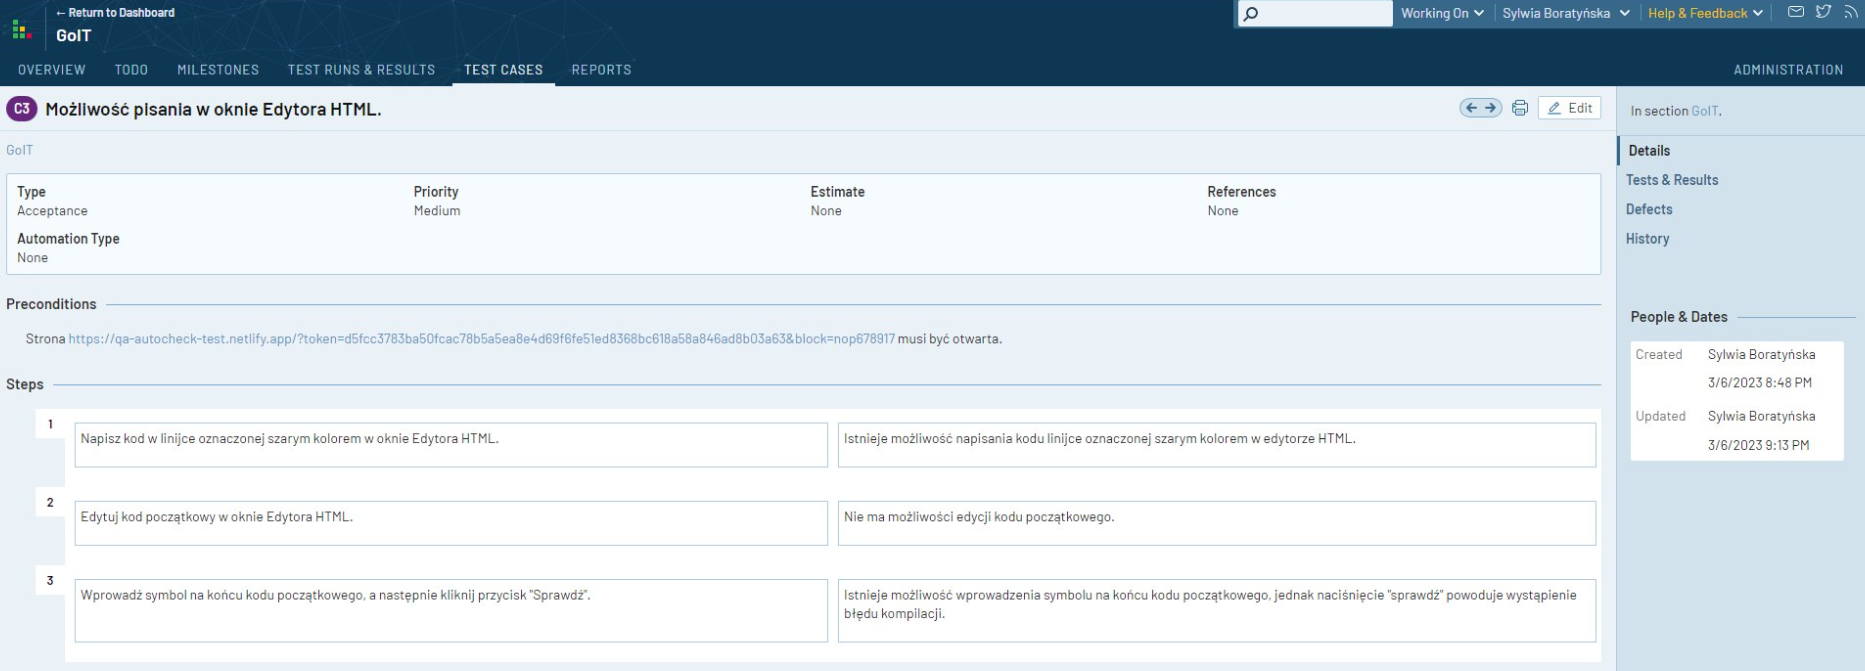 ← Return to Dashboard
GoIT
Working On
Sylwia Boratyńska
Help & Feedback
OVERVIEW
TODO
MILESTONES
TEST RUNS & RESULTS
TEST CASES
REPORTS
ADMINISTRATION
C3 Możliwość pisania w oknie Edytora HTML.
Edit
GoIT
Type
Acceptance
Priority
Medium
Estimate
None
References
None
Automation Type
None
Preconditions
Strona https://qa-autocheck-test.netlify.app/?token=d5fcc3783ba50fcac78b5a5ea8e4d69f6fe51ed8368bc618a58a846ad8b03a63&block=nop678917 musi być otwarta.
Steps
1
Napisz kod w linijce oznaczonej szarym kolorem w oknie Edytora HTML.
Istnieje możliwość napisania kodu linijce oznaczonej szarym kolorem w edytorze HTML.
2
Edytuj kod początkowy w oknie Edytora HTML.
Nie ma możliwości edycji kodu początkowego.
3
Wprowadź symbol na końcu kodu początkowego, a następnie kliknij przycisk "Sprawdź".
Istnieje możliwość wprowadzenia symbolu na końcu kodu początkowego, jednak naciśnięcie "sprawdź" powoduje wystąpienie
błędu kompilacji.
In section GoIT.
Details
Tests & Results
Defects
History
People & Dates
Created
Sylwia Boratyńska
3/6/2023 8:48 PM
Updated
Sylwia Boratyńska
3/6/2023 9:13 PM